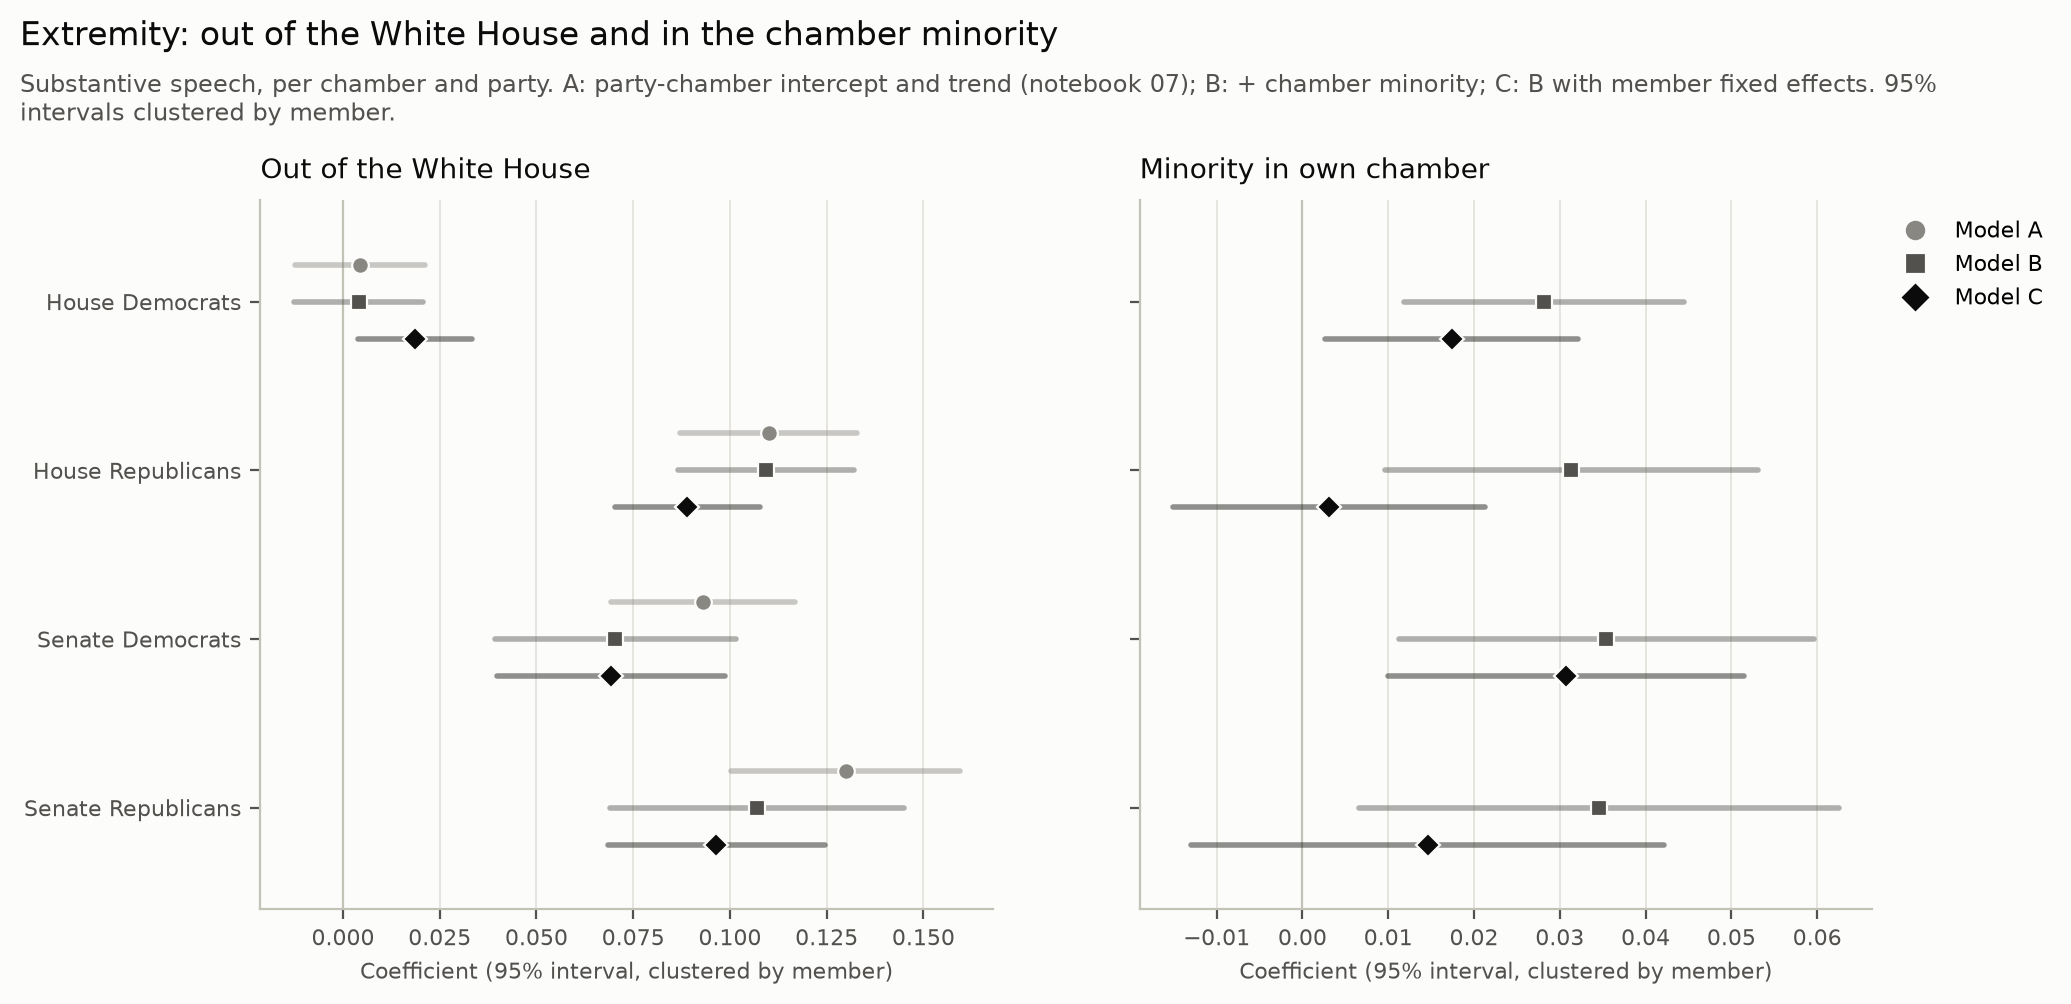 Extremity: out of the White House and in the chamber minority
Substantive speech, per chamber and party. A: party-chamber intercept and trend (notebook 07); B: + chamber minority; C: B with member fixed effects. 95%
intervals clustered by member.
Out of the White House
House Democrats
House Republicans
Senate Democrats
Senate Republicans
0.000 0.025 0.050 0.075 0.100 0.125 0.150
Coefficient (95% interval, clustered by member)
Minority in own chamber
−0.01 0.00 0.01 0.02 0.03 0.04 0.05 0.06
Coefficient (95% interval, clustered by member)
Model A
Model B
Model C